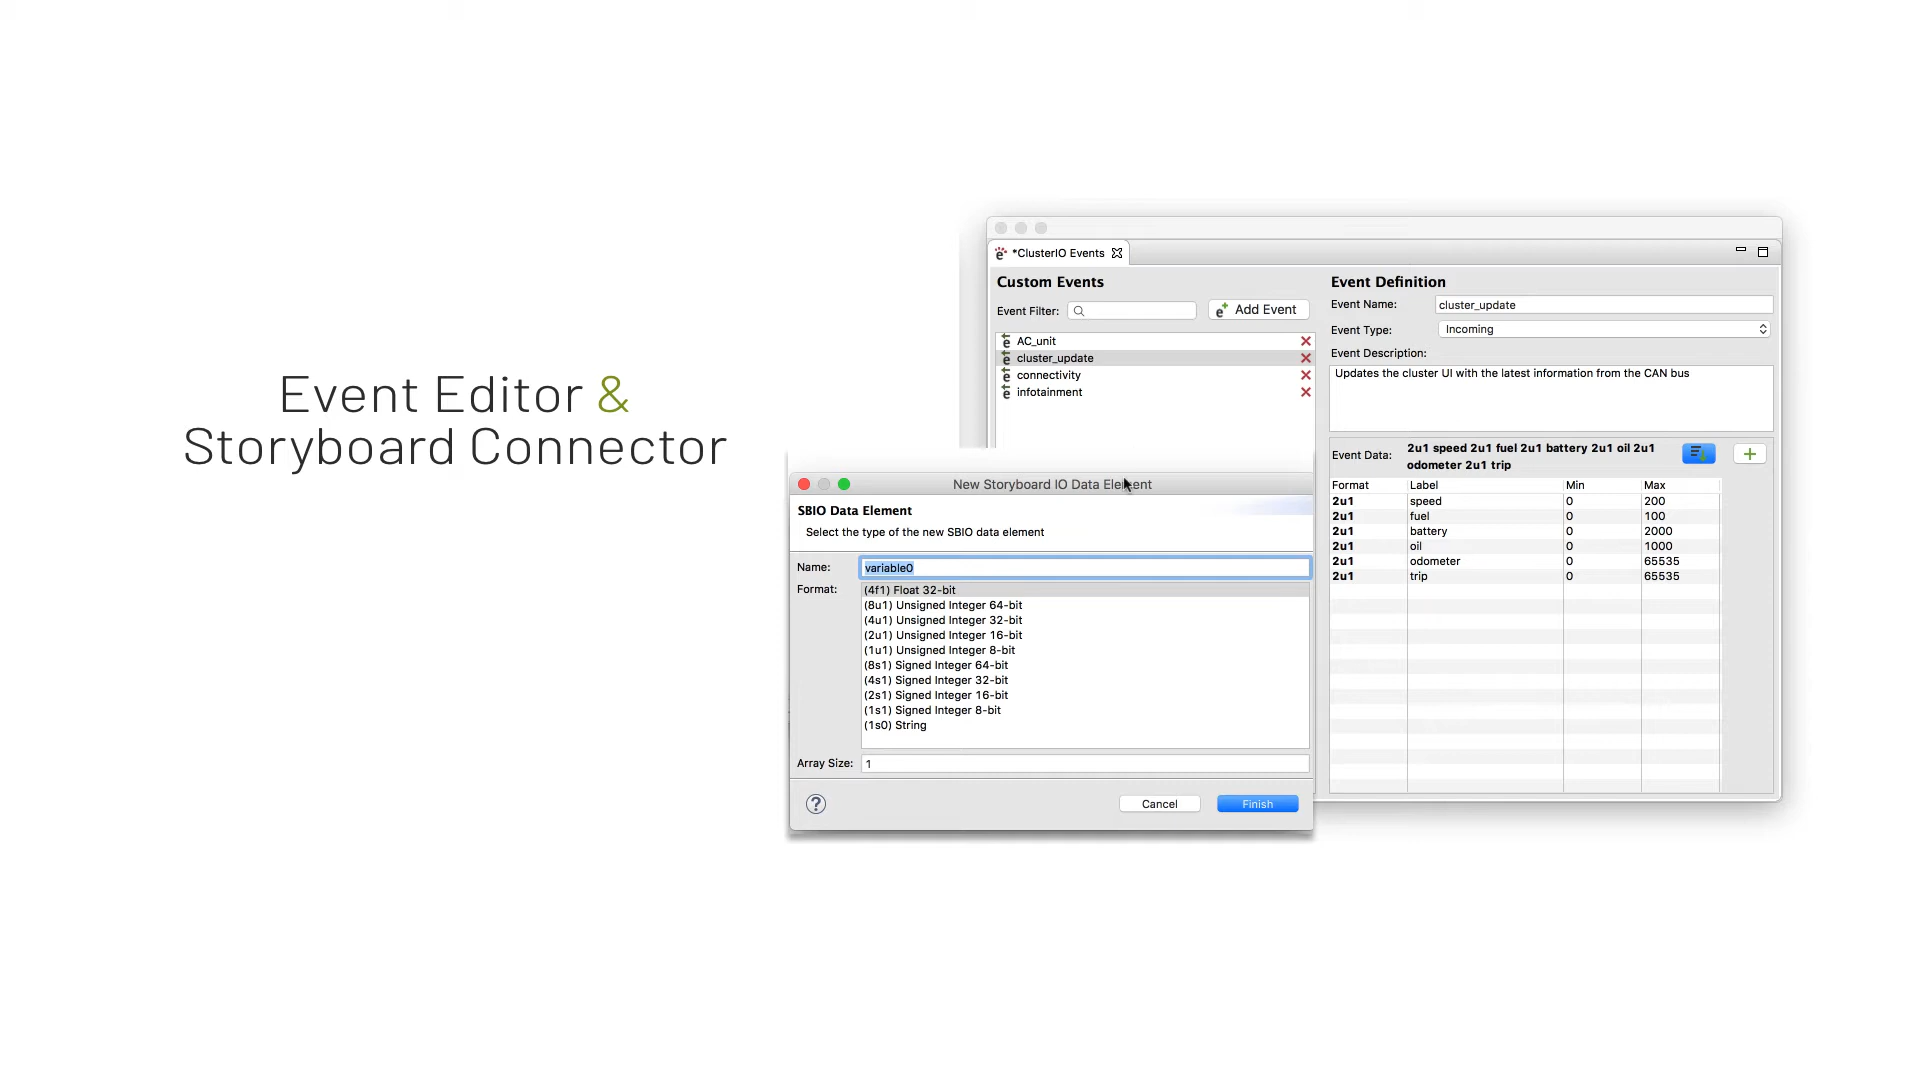 Event Editor &
Storyboard Connector
*ClusterIO Events
Custom Events
Event Filter:
Add Event
AC_unit
cluster_update
connectivity
infotainment
Event Definition
Event Name: cluster_update
Event Type: Incoming
Event Description:
Updates the cluster UI with the latest information from the CAN bus
Event Data: 2u1 speed 2u1 fuel 2u1 battery 2u1 oil 2u1
odometer 2u1 trip
Format Label Min Max
2u1 speed 0 200
2u1 fuel 0 100
2u1 battery 0 2000
2u1 oil 0 1000
2u1 odometer 0 65535
2u1 trip 0 65535
New Storyboard IO Data Element
SBIO Data Element
Select the type of the new SBIO data element
Name: variable0
Format: (4f1) Float 32-bit
(8u1) Unsigned Integer 64-bit
(4u1) Unsigned Integer 32-bit
(2u1) Unsigned Integer 16-bit
(1u1) Unsigned Integer 8-bit
(8s1) Signed Integer 64-bit
(4s1) Signed Integer 32-bit
(2s1) Signed Integer 16-bit
(1s1) Signed Integer 8-bit
(1s0) String
Array Size: 1
? Cancel Finish